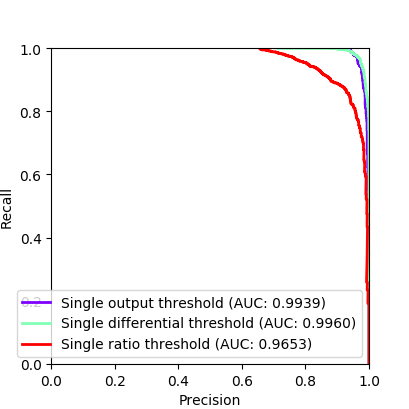 1.0
0.8
0.6
0.4
0.2
0.0
Recall
Single output threshold (AUC: 0.9939)
Single differential threshold (AUC: 0.9960)
Single ratio threshold (AUC: 0.9653)
0.0 0.2 0.4 0.6 0.8 1.0
Precision